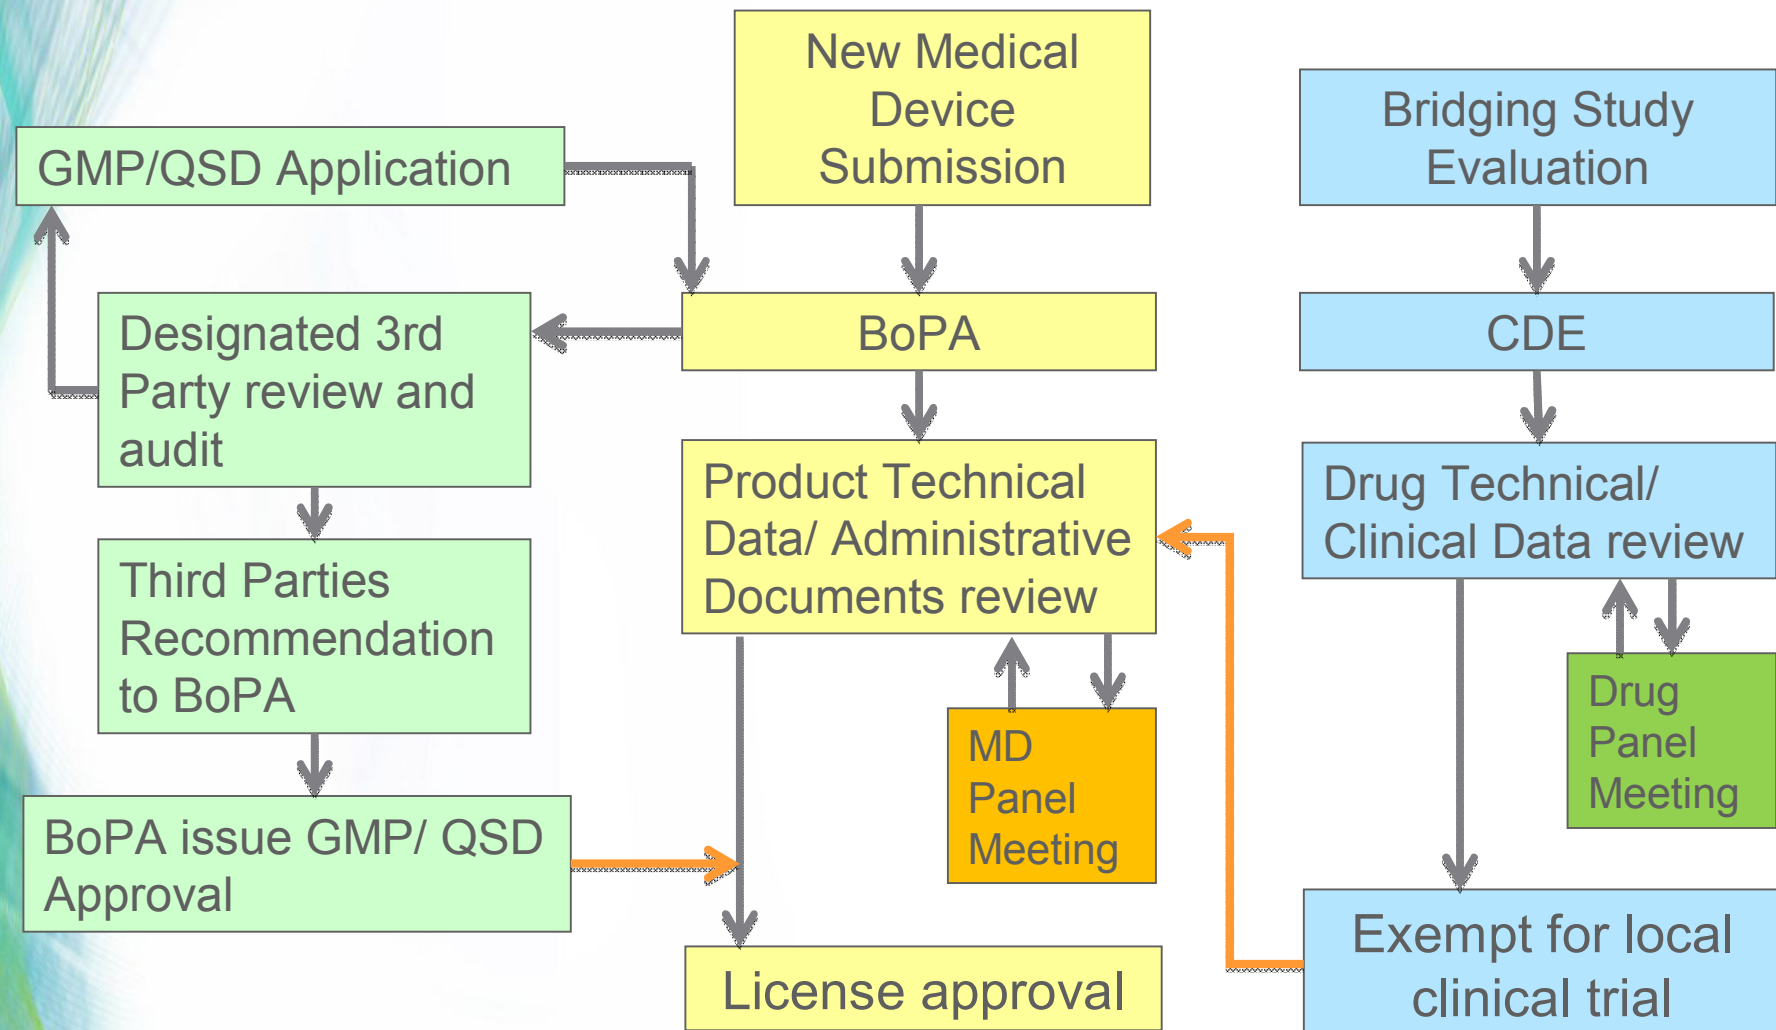 New Medical
Device
Submission
Bridging Study
Evaluation
GMP/QSD Application
Designated 3rd
Party review and
audit
BoPA
CDE
Product Technical
Data/ Administrative
Documents review
Drug Technical/
Clinical Data review
Third Parties
Recommendation
to BoPA
MD
Panel
Meeting
Drug
Panel
Meeting
BoPA issue GMP/ QSD
Approval
License approval
Exempt for local
clinical trial